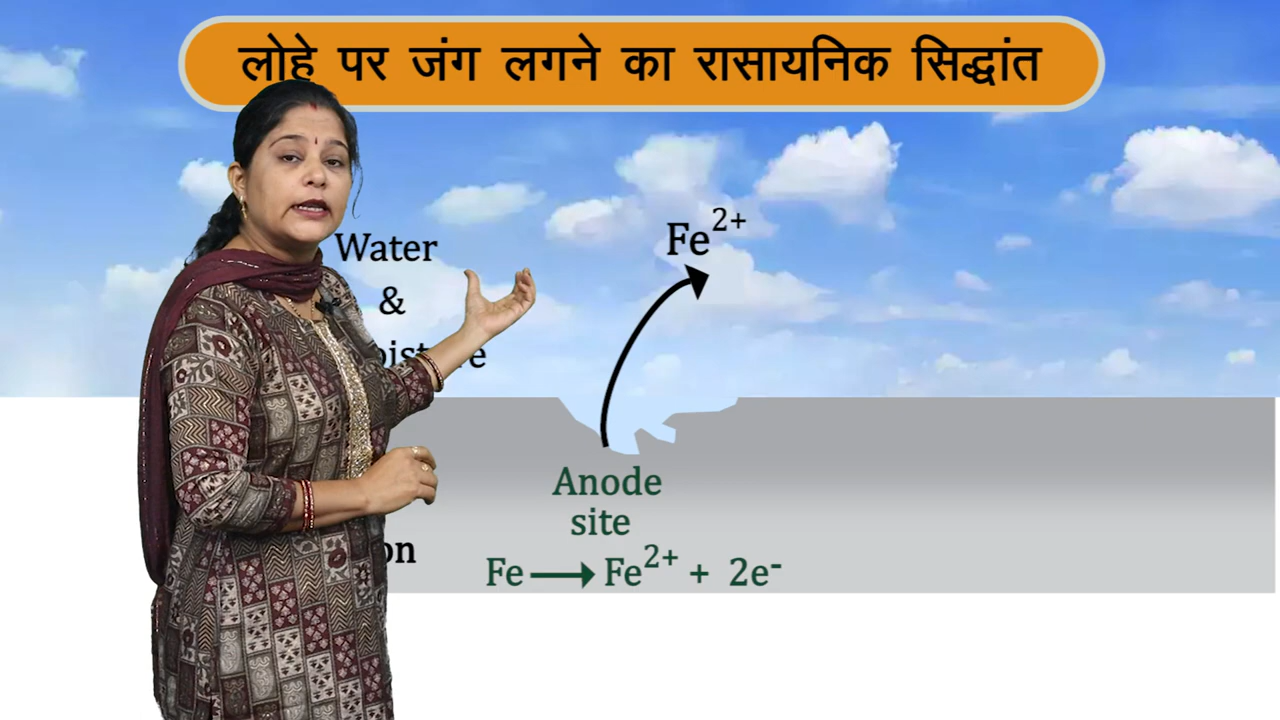 लोहे पर जंग लगने का रासायनिक सिद्धांत
Fe²⁺
Water
&
Anode
site
Fe ⟶ Fe²⁺ + 2e⁻